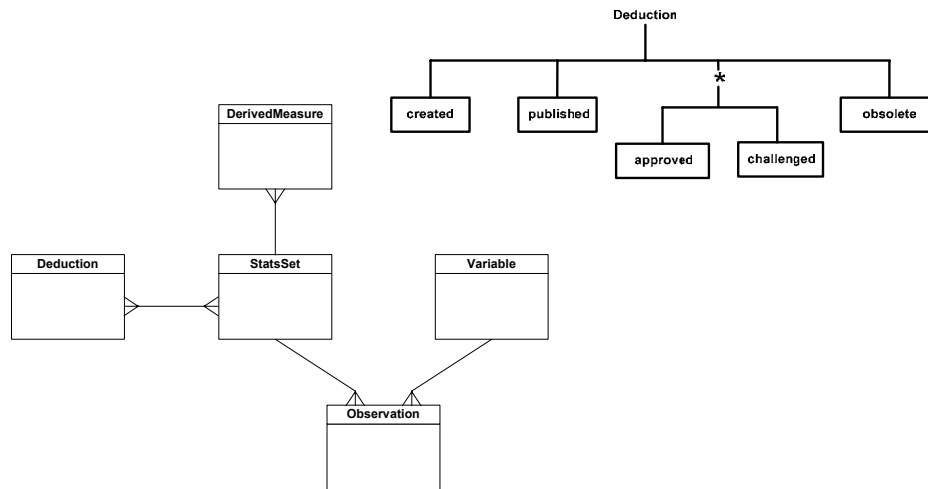 Deduction
created
published
*
approved
challenged
obsolete
DerivedMeasure
Deduction
StatsSet
Variable
Observation